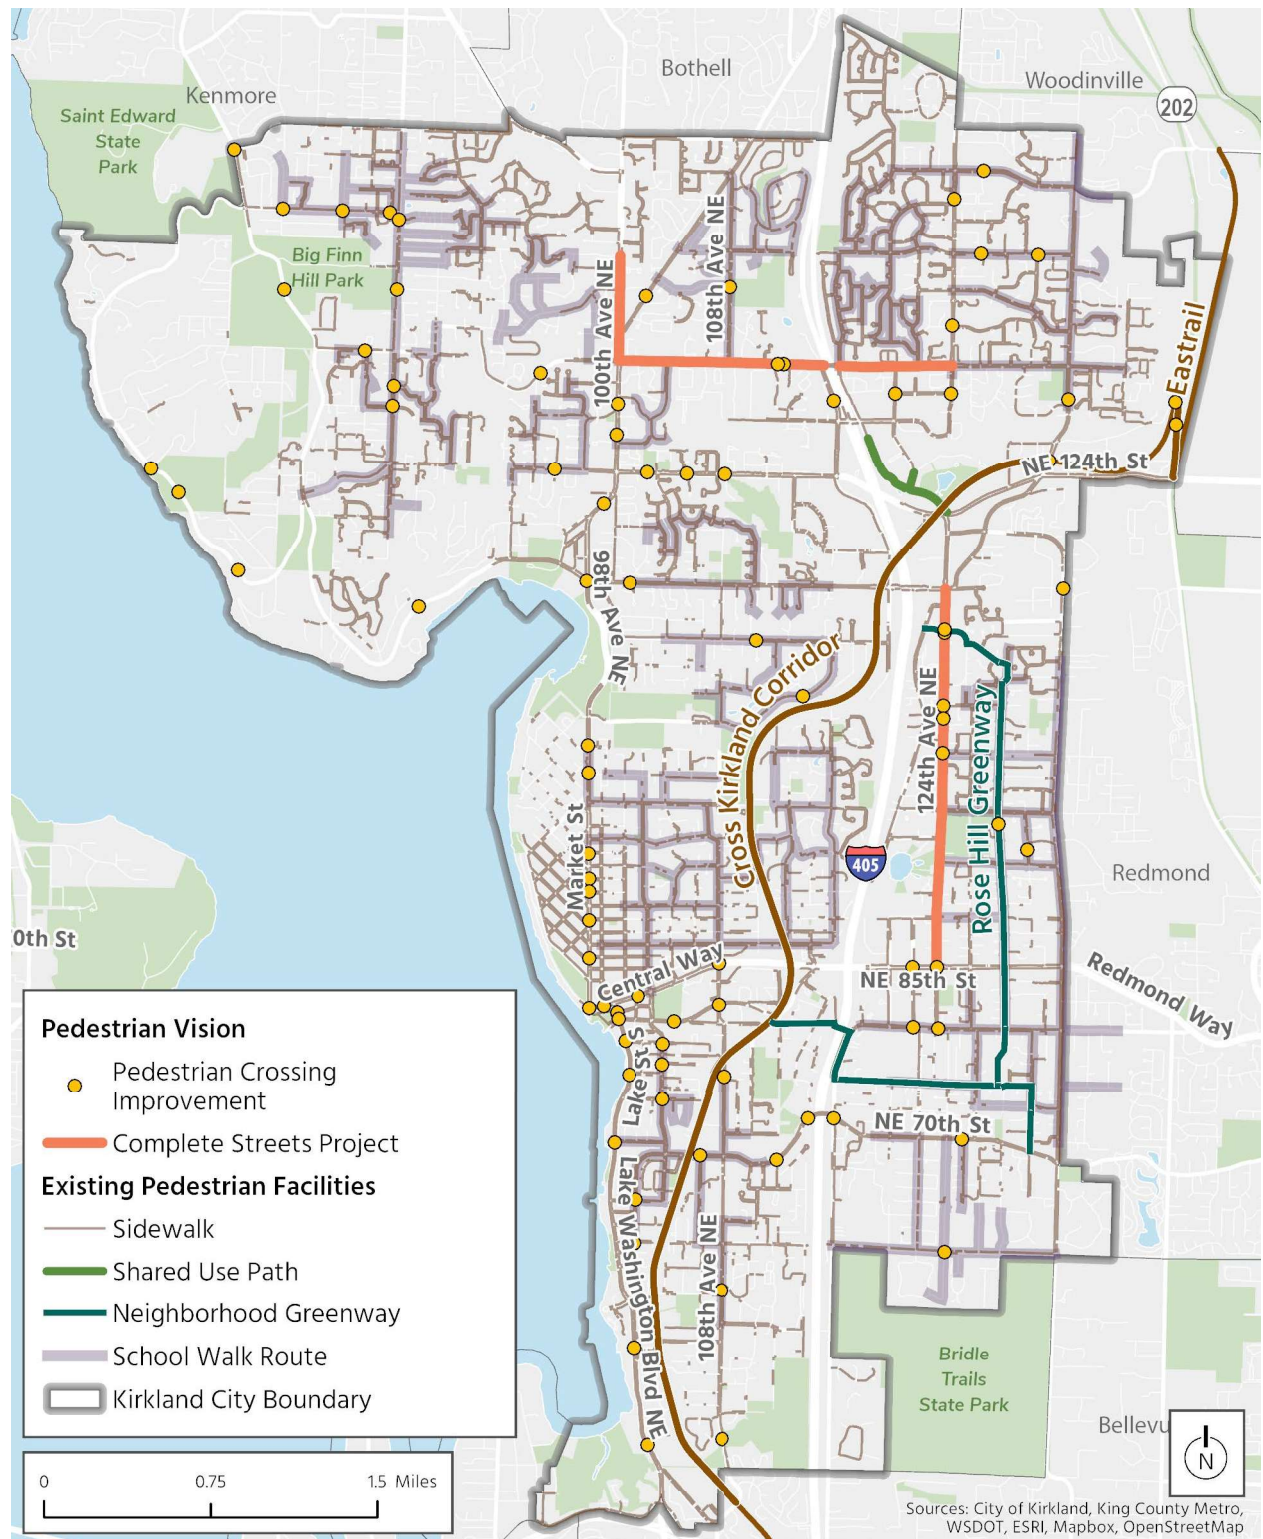 Bothell
Woodinville
Kenmore
202
Saint Edward
State
Park
Big Finn
Hill Park
100th Ave NE
108th Ave NE
Eastrail
NE 124th St
98th Ave NE
Cross Kirkland Corridor
124th Ave NE
Rose Hill Greenway
Market St
405
Redmond
0th St
Central Way
NE 85th St
Redmond Way
Lake St S
NE 70th St
Lake Washington Blvd NE
108th Ave NE
Bridle
Trails
State Park
Bellevu
Pedestrian Vision
Pedestrian Crossing
Improvement
Complete Streets Project
Existing Pedestrian Facilities
Sidewalk
Shared Use Path
Neighborhood Greenway
School Walk Route
Kirkland City Boundary
0 0.75 1.5 Miles
N
Sources: City of Kirkland, King County Metro,
WSDOT, ESRI, Mapbox, OpenStreetMap